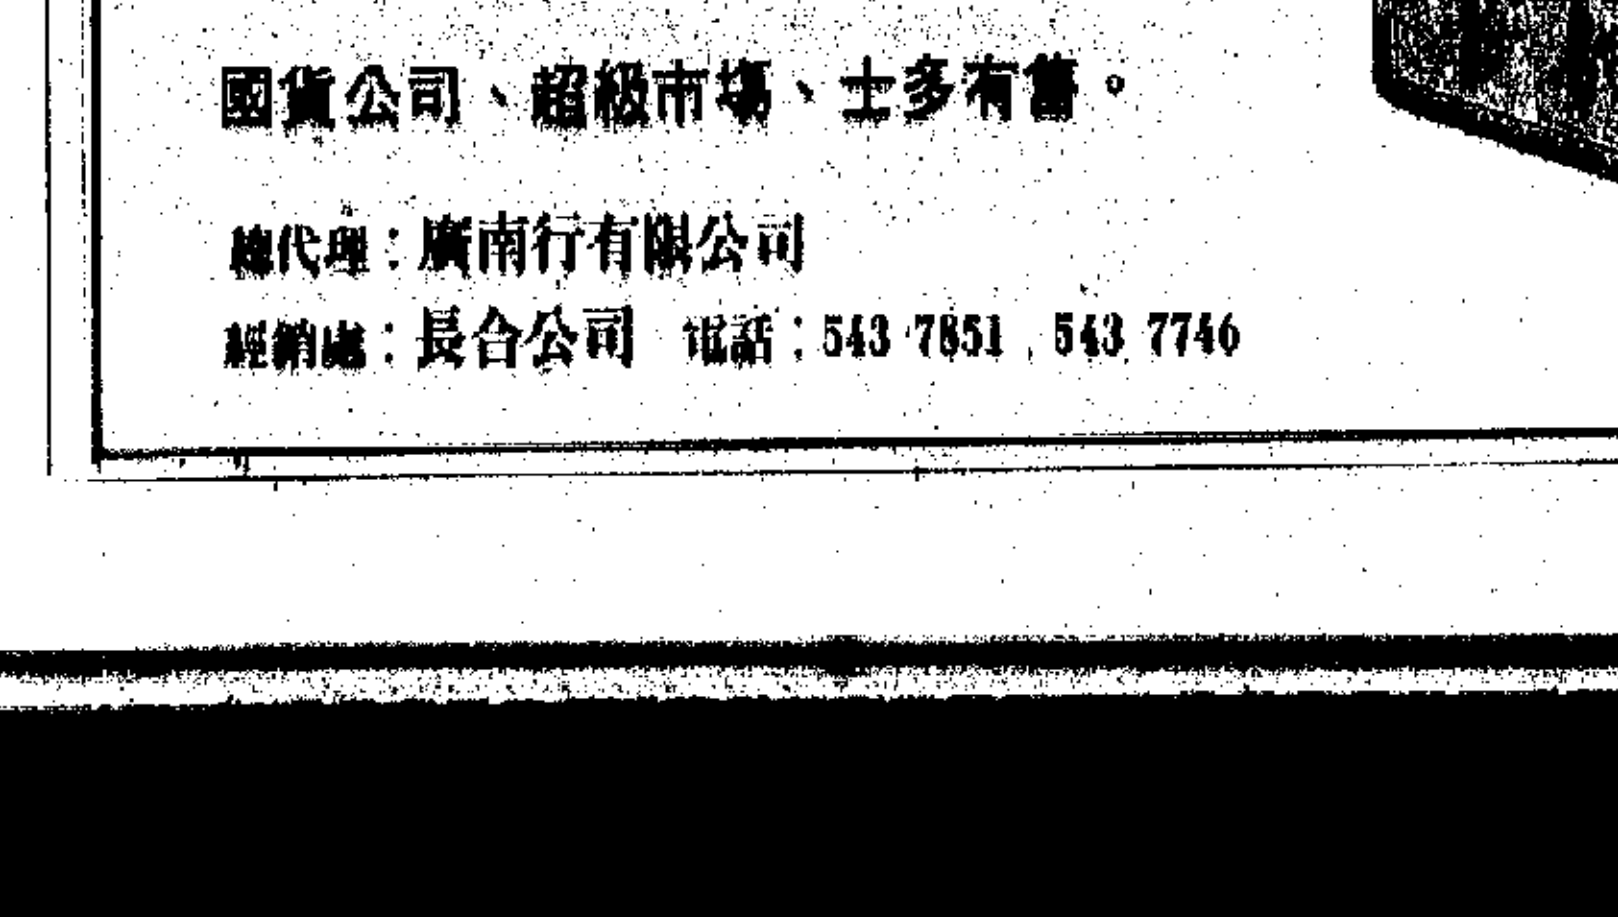 國貨公司、超級市場、士多有售。
總代理：廣南行有限公司
經銷處：長合公司 電話：543 7851，543 7746